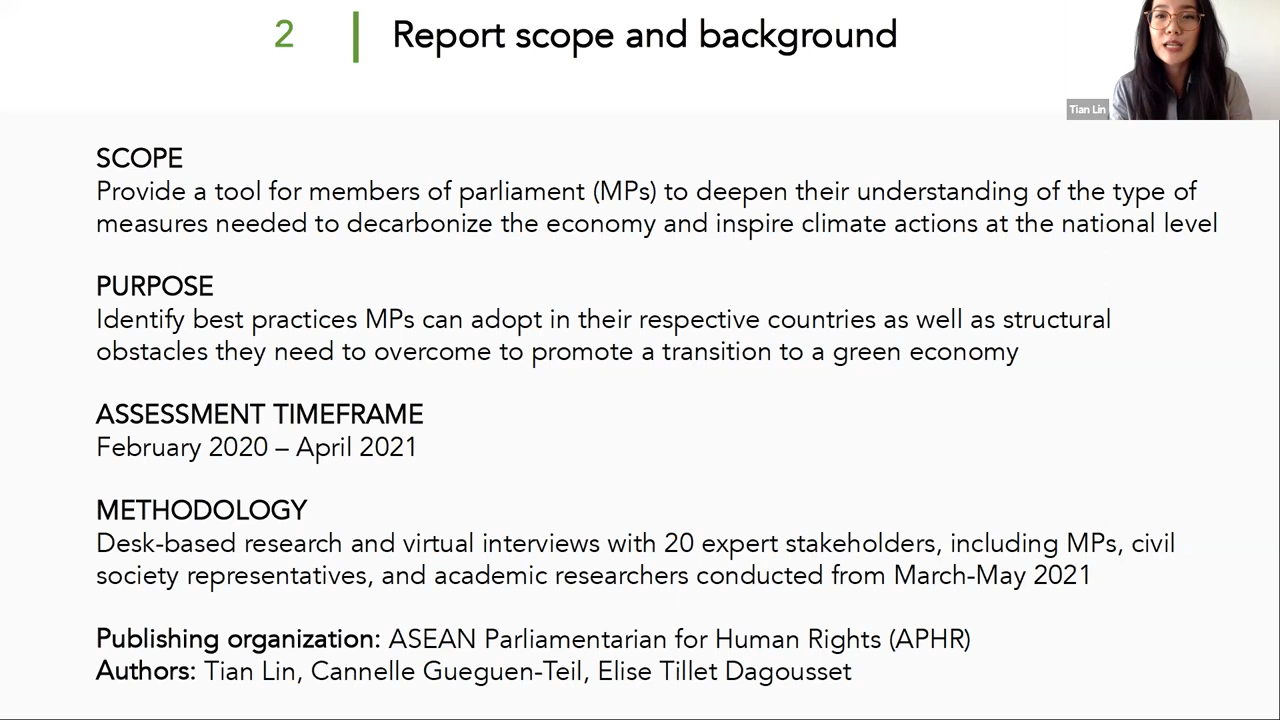 2
Report scope and background
Tian Lin
SCOPE
Provide a tool for members of parliament (MPs) to deepen their understanding of the type of
measures needed to decarbonize the economy and inspire climate actions at the national level
PURPOSE
Identify best practices MPs can adopt in their respective countries as well as structural
obstacles they need to overcome to promote a transition to a green economy
ASSESSMENT TIMEFRAME
February 2020 – April 2021
METHODOLOGY
Desk-based research and virtual interviews with 20 expert stakeholders, including MPs, civil
society representatives, and academic researchers conducted from March-May 2021
Publishing organization: ASEAN Parliamentarian for Human Rights (APHR)
Authors: Tian Lin, Cannelle Gueguen-Teil, Elise Tillet Dagousset